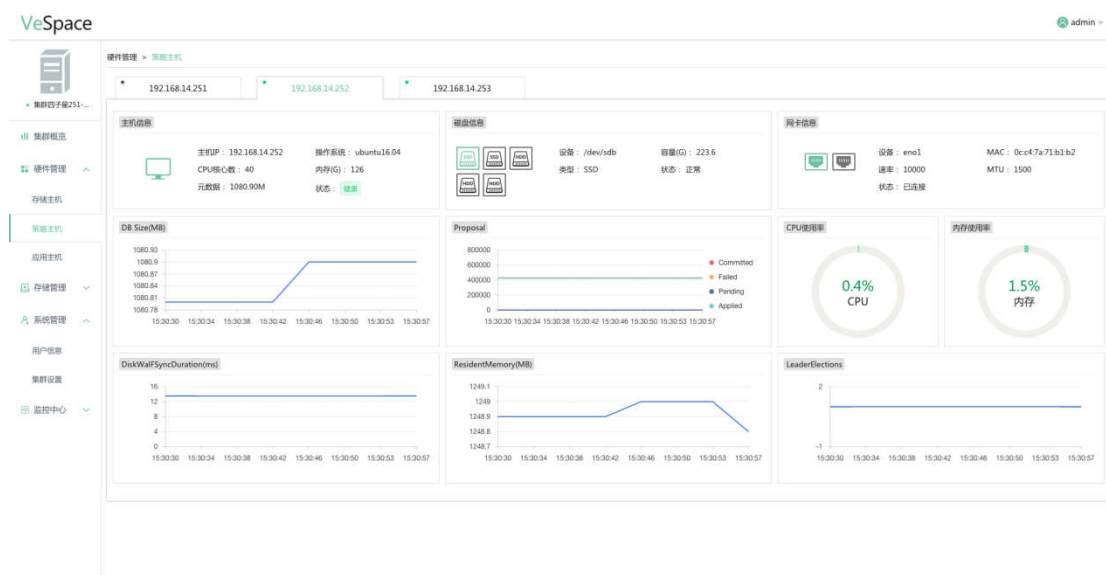 VeSpace
admin
集群四子星251-...
集群概览
硬件管理
存储主机
策略主机
应用主机
存储管理
系统管理
用户信息
集群设置
监控中心
硬件管理 > 策略主机
192.168.14.251
192.168.14.252
192.168.14.253
主机信息
主机IP： 192.168.14.252 操作系统： ubuntu16.04
CPU核心数： 40 内存(G)： 126
元数据： 1080.90M 状态： 健康
磁盘信息
SSD SSD HDD
HDD HDD
设备： /dev/sdb 容量(G)： 223.6
类型： SSD 状态： 正常
网卡信息
设备： eno1 MAC： 0cc4:7a:71:b1:b2
速率： 10000 MTU： 1500
状态： 已连接
DB Size(MB)
1080.93
1080.9
1080.87
1080.84
1080.81
1080.78
15:30:30 15:30:34 15:30:38 15:30:42 15:30:46 15:30:50 15:30:53 15:30:57
Proposal
800000
600000
400000
200000
0
15:30:30 15:30:34 15:30:38 15:30:42 15:30:46 15:30:50 15:30:53 15:30:57
Committed
Failed
Pending
Applied
CPU使用率
0.4%
CPU
内存使用率
1.5%
内存
DiskWalFSyncDuration(ms)
16
12
8
4
0
15:30:30 15:30:34 15:30:38 15:30:42 15:30:46 15:30:50 15:30:53 15:30:57
ResidentMemory(MB)
1249.1
1249
1248.9
1248.8
1248.7
15:30:30 15:30:34 15:30:38 15:30:42 15:30:46 15:30:50 15:30:53 15:30:57
LeaderElections
2
-1
15:30:30 15:30:34 15:30:38 15:30:42 15:30:46 15:30:50 15:30:53 15:30:57